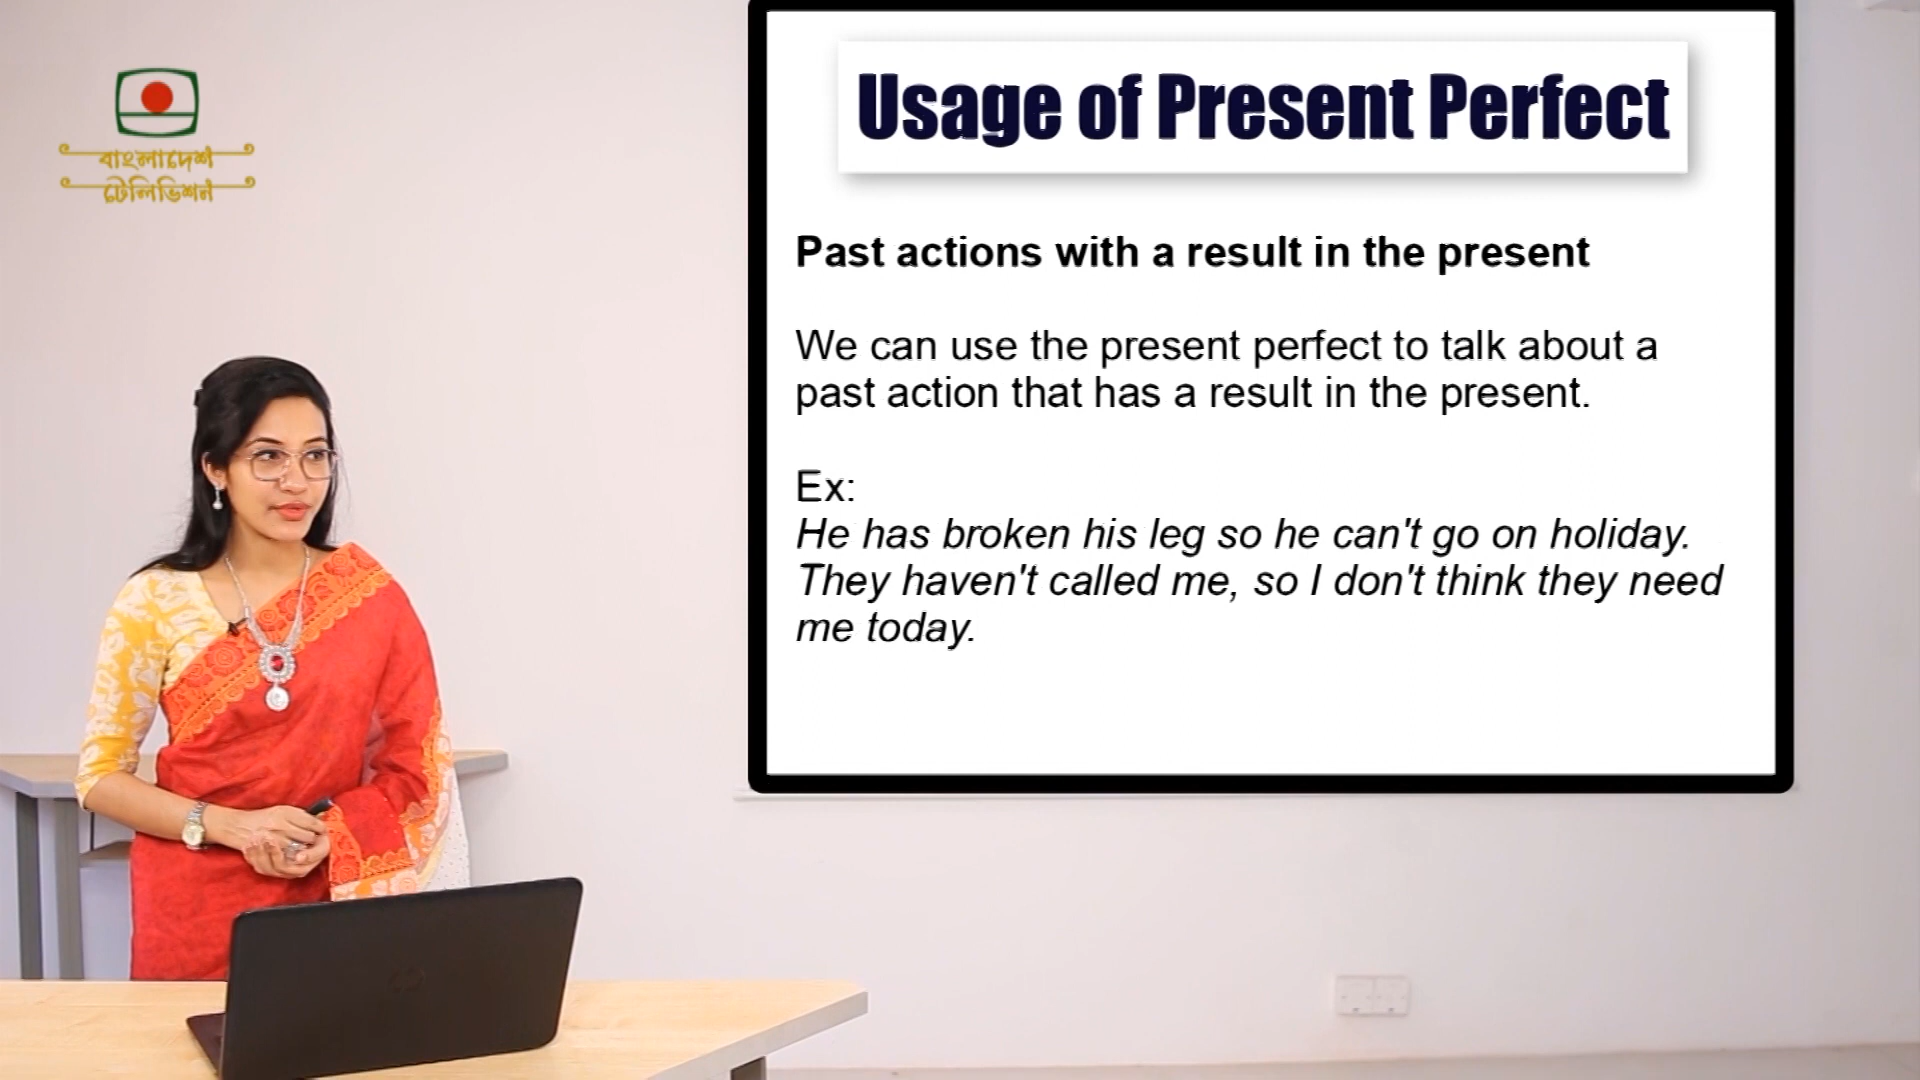 বাংলাদেশ
টেলিভিশন
Usage of Present Perfect
Past actions with a result in the present
We can use the present perfect to talk about a
past action that has a result in the present.
Ex:
He has broken his leg so he can't go on holiday.
They haven't called me, so I don't think they need
me today.